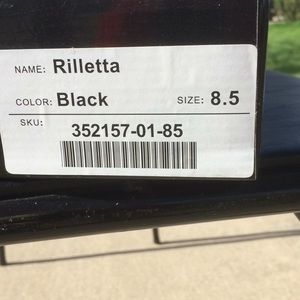 NAME: Rilletta
COLOR: Black SIZE: 8.5
SKU: 352157-01-85